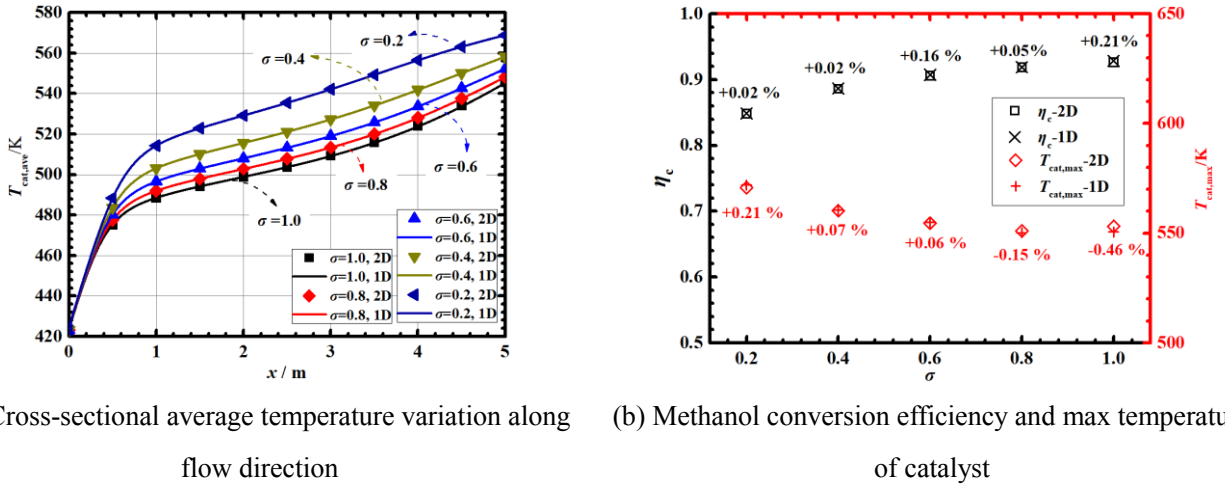 580
560
540
520
500
480
460
440
420
T_cat,ave/K
0
1
2
3
4
5
x / m
σ=0.2
σ=0.4
σ=0.6
σ=0.8
σ=1.0
σ=0.6, 2D
σ=0.6, 1D
σ=1.0, 2D
σ=0.4, 2D
σ=1.0, 1D
σ=0.4, 1D
σ=0.8, 2D
σ=0.2, 2D
σ=0.8, 1D
σ=0.2, 1D
Cross-sectional average temperature variation along
flow direction
1.0
0.9
0.8
0.7
0.6
0.5
η_c
650
600
550
500
T_cat,max/K
0.2
0.4
0.6
0.8
1.0
σ
+0.02 %
+0.02 %
+0.16 %
+0.05%
+0.21%
η_c-2D
η_c-1D
T_cat,max-2D
T_cat,max-1D
+0.21 %
+0.07 %
+0.06 %
-0.15 %
-0.46 %
(b) Methanol conversion efficiency and max temperatu
of catalyst